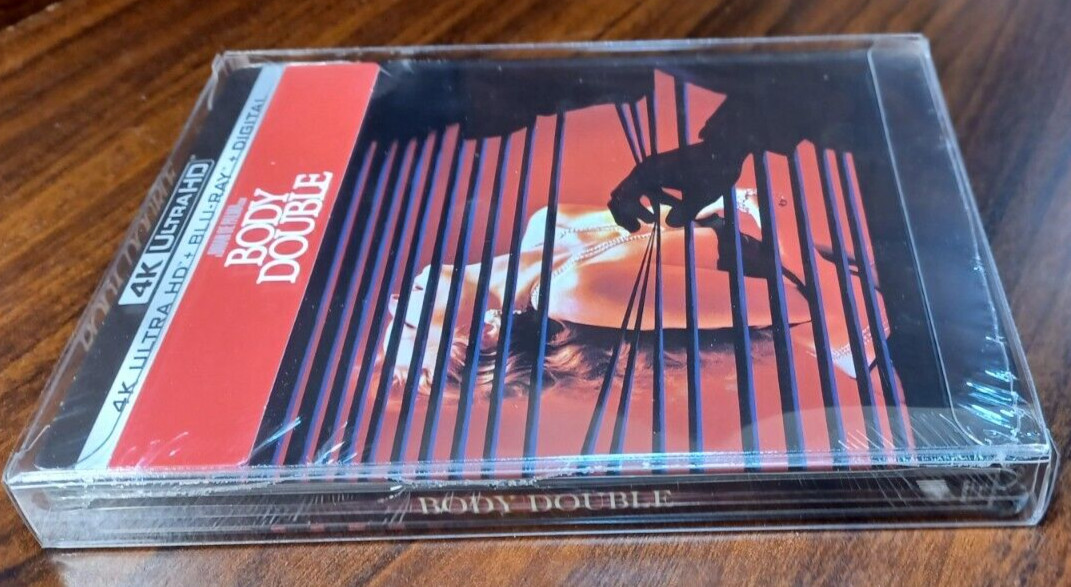 4K ULTRA HD
4K ULTRA HD + BLU-RAY + DIGITAL
BODY
DOUBLE
BODY DOUBLE